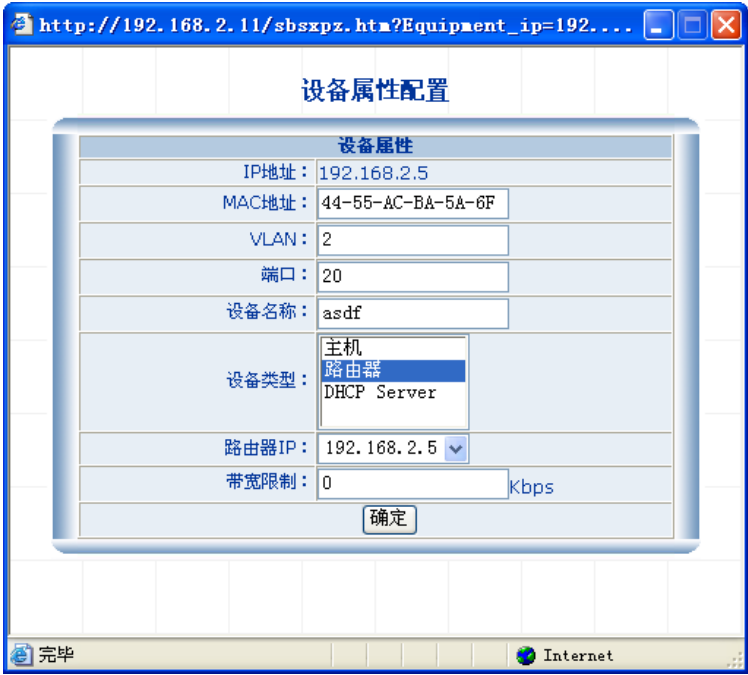 http://192.168.2.11/sbsxpz.htm?Equipment_ip=192....
设备属性配置
设备属性
IP地址： 192.168.2.5
MAC地址： 44-55-AC-BA-5A-6F
VLAN： 2
端口： 20
设备名称： asdf
设备类型： 主机
路由器
DHCP Server
路由器IP： 192.168.2.5
带宽限制： 0 Kbps
确定
完毕 Internet